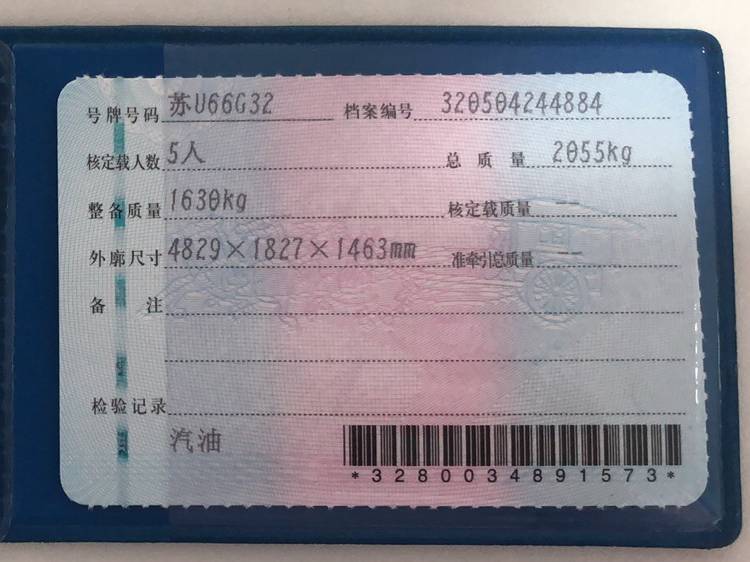 号牌号码 苏U66G32 档案编号 320504244884
核定载人数 5人 总质量 2055kg
整备质量 1630kg 核定载质量 --
外廓尺寸 4829×1827×1463mm 准牵引总质量 --
备注
检验记录
汽油
*3280034891573*